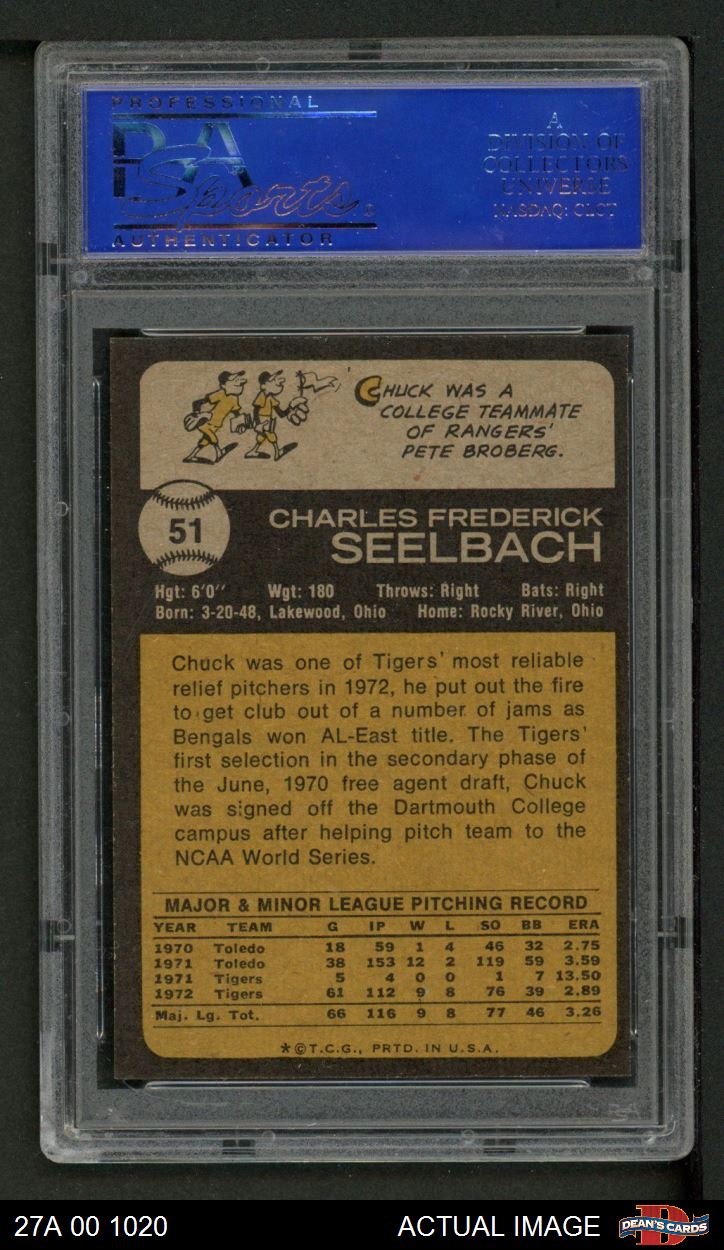 PROFESSIONAL
PSA
Sports
AUTHENTICATOR
A
DIVISION OF
COLLECTORS
UNIVERSE
NASDAQ: CLCT
CHUCK WAS A
COLLEGE TEAMMATE
OF RANGERS'
PETE BROBERG.
51
CHARLES FREDERICK
SEELBACH
Hgt: 6'0'' Wgt: 180 Throws: Right Bats: Right
Born: 3-20-48, Lakewood, Ohio Home: Rocky River, Ohio
Chuck was one of Tigers' most reliable
relief pitchers in 1972, he put out the fire
to get club out of a number of jams as
Bengals won AL-East title. The Tigers'
first selection in the secondary phase of
the June, 1970 free agent draft, Chuck
was signed off the Dartmouth College
campus after helping pitch team to the
NCAA World Series.
MAJOR & MINOR LEAGUE PITCHING RECORD
YEAR TEAM G IP W L SO BB ERA
1970 Toledo 18 59 1 4 46 32 2.75
1971 Toledo 38 153 12 2 119 59 3.59
1971 Tigers 5 4 0 0 1 7 13.50
1972 Tigers 61 112 9 8 76 39 2.89
Maj. Lg. Tot. 66 116 9 8 77 46 3.26
*©T.C.G., PRTD. IN U.S.A.
27A 00 1020 ACTUAL IMAGE
DEAN'S CARDS